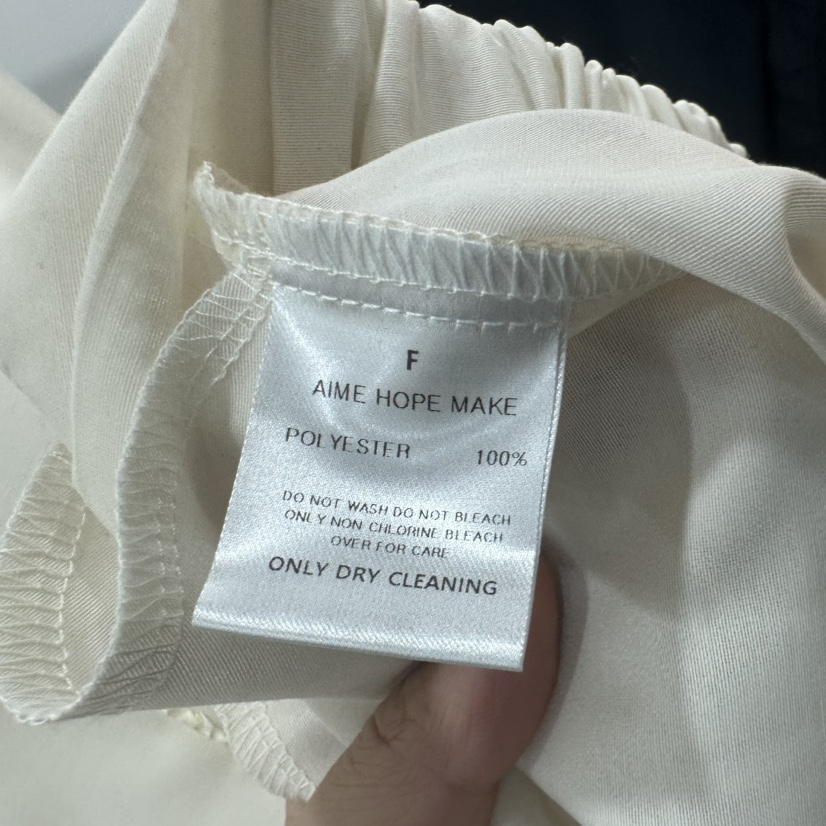 F
AIME HOPE MAKE
POLYESTER 100%
DO NOT WASH DO NOT BLEACH
ONLY NON CHLORINE BLEACH
OVER FOR CARE
ONLY DRY CLEANING